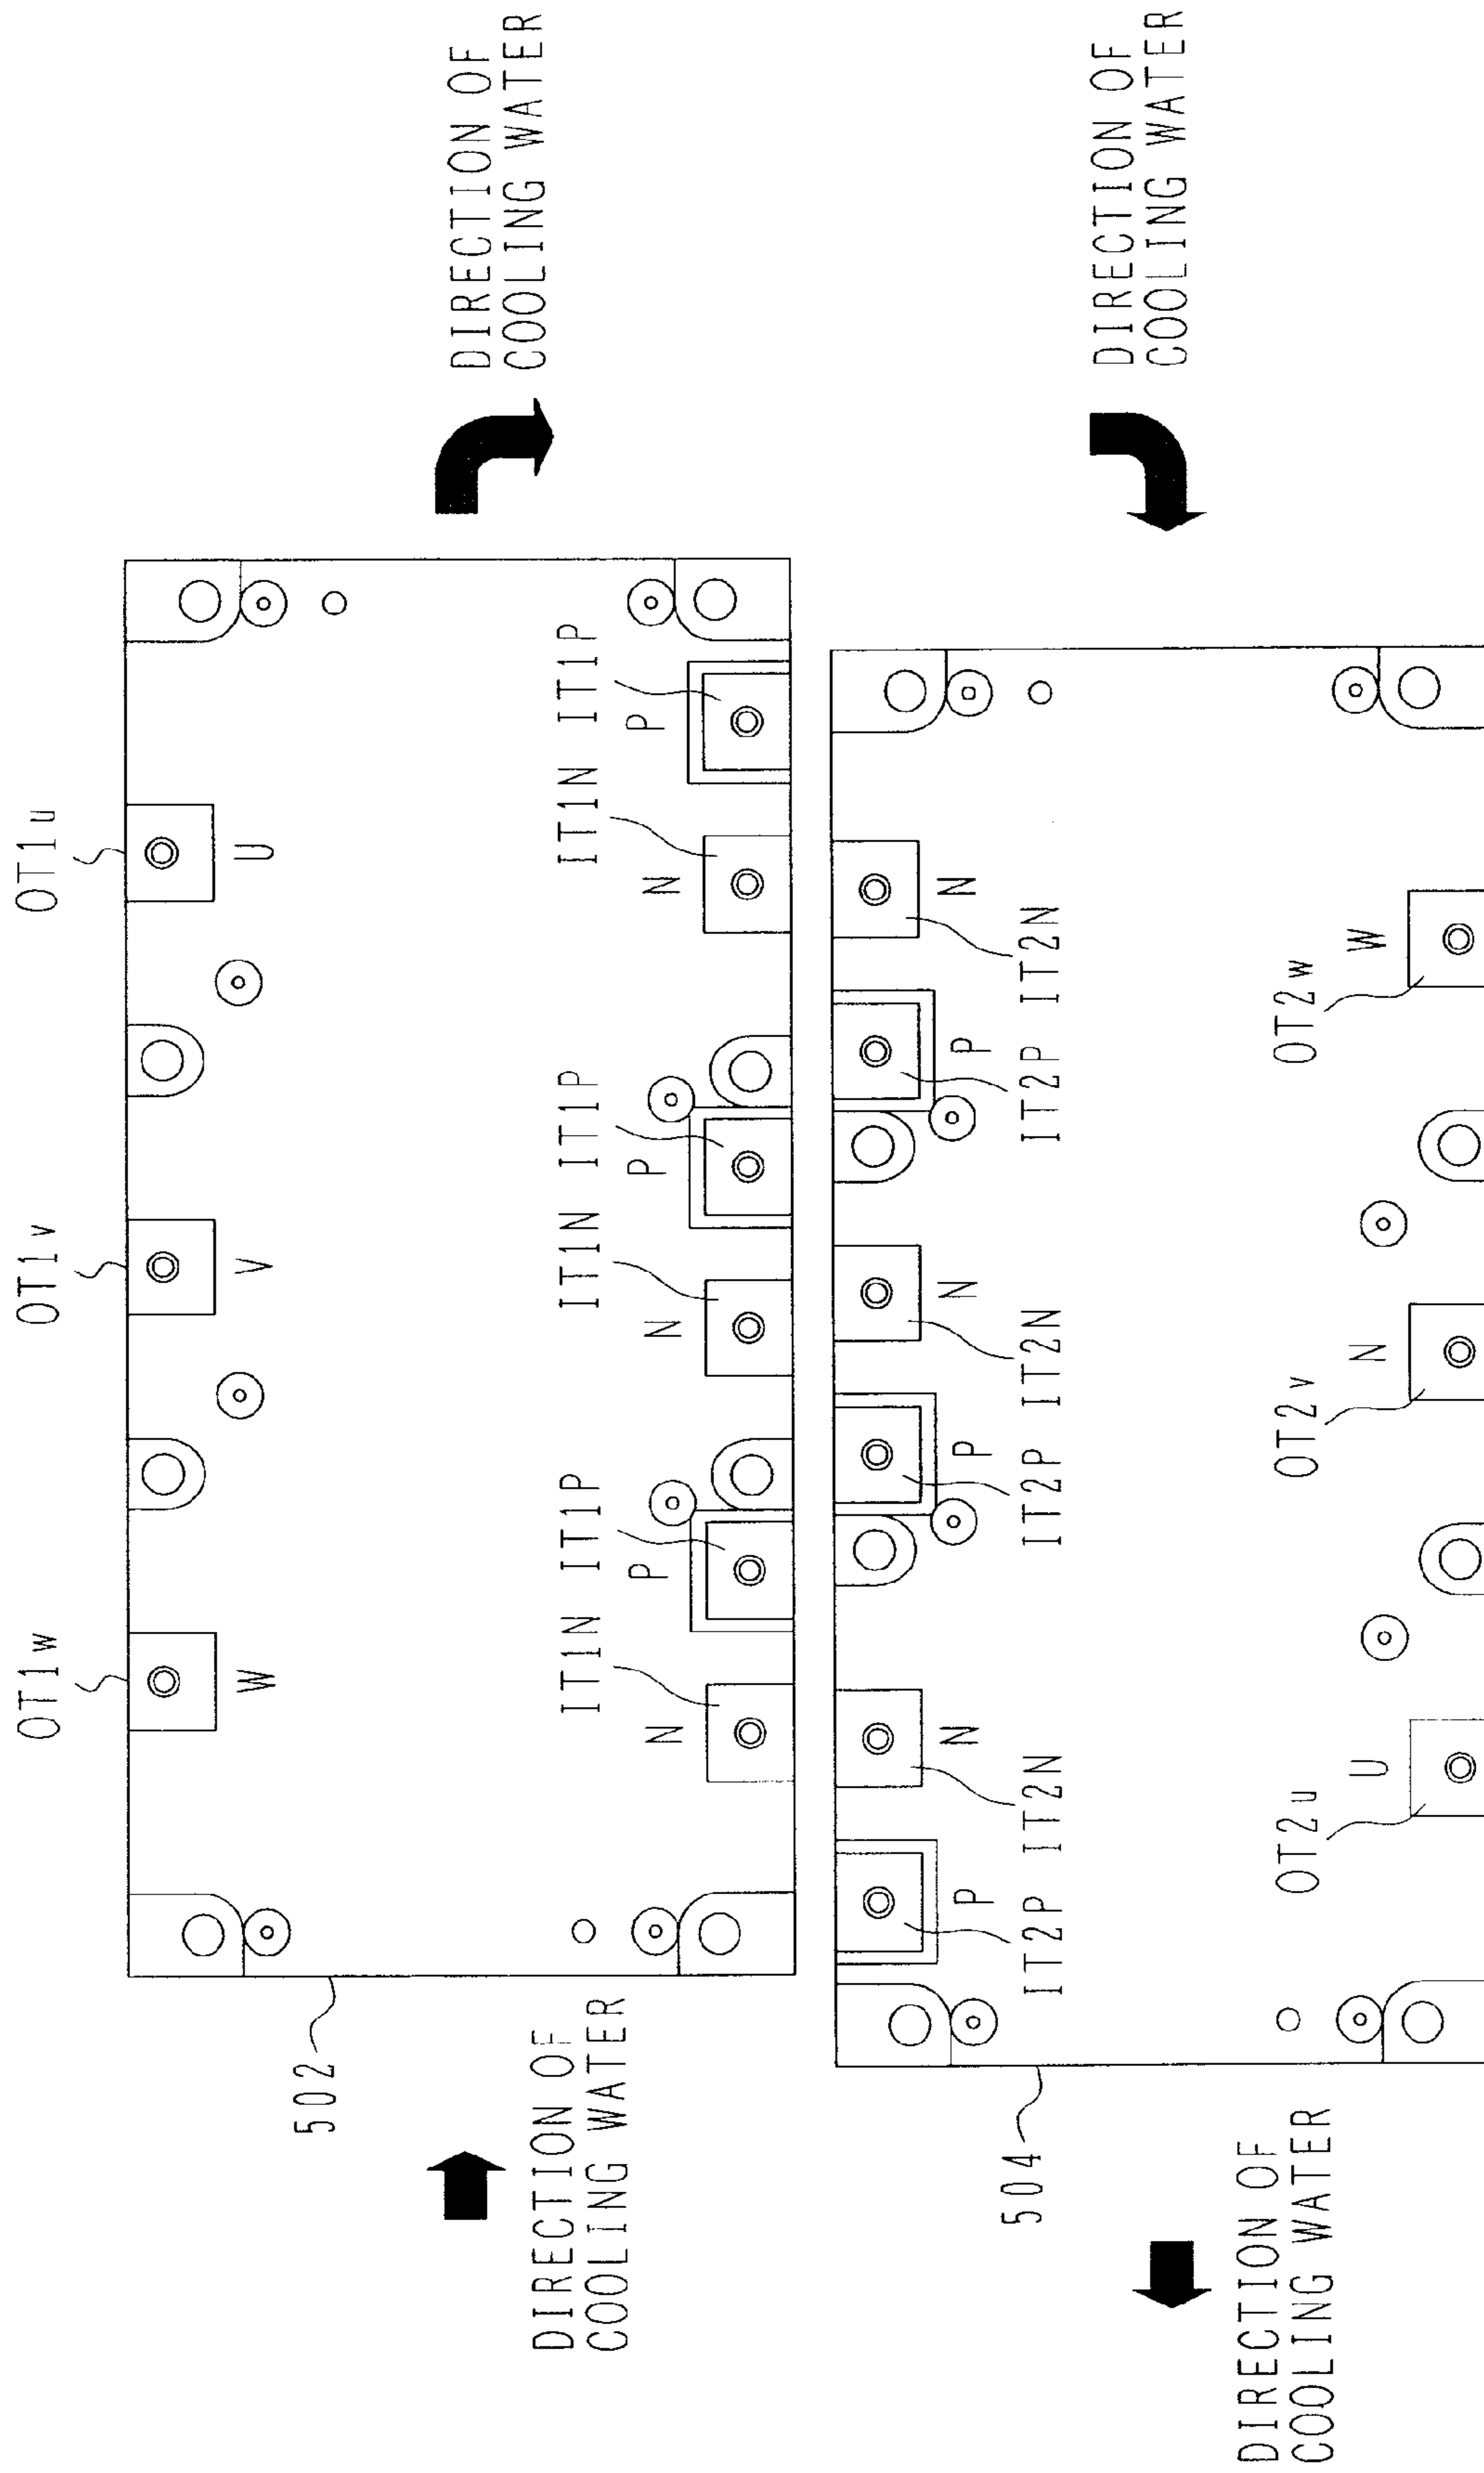 OT1w OT1v OT1u
W V U
502
DIRECTION OF
COOLING WATER
DIRECTION OF
COOLING WATER
IT1N IT1P IT1N IT1P IT1N IT1P
N P N P N P
P N P N P N
IT2P IT2N IT2P IT2N IT2P IT2N
504
DIRECTION OF
COOLING WATER
DIRECTION OF
COOLING WATER
OT2u OT2v OT2w
U N W